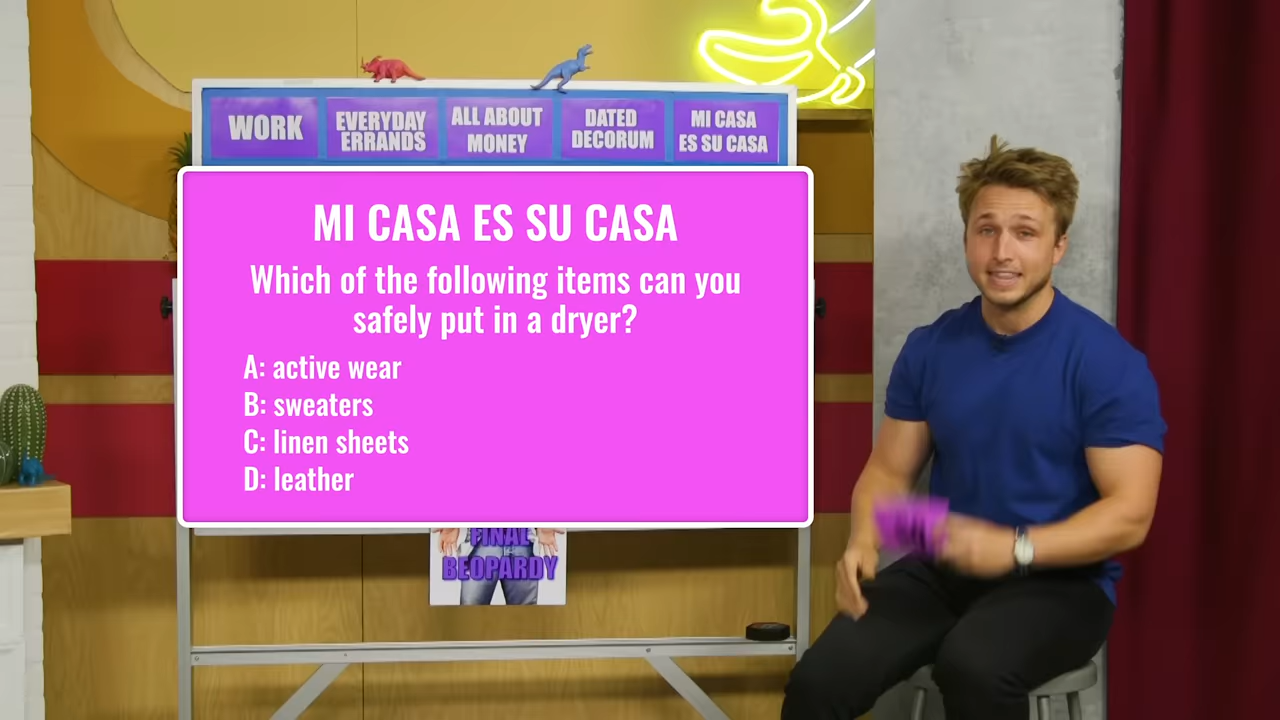 WORK
EVERYDAY
ERRANDS
ALL ABOUT
MONEY
DATED
DECORUM
MI CASA
ES SU CASA
MI CASA ES SU CASA
Which of the following items can you
safely put in a dryer?
A: active wear
B: sweaters
C: linen sheets
D: leather
FINAL
BEOPARDY